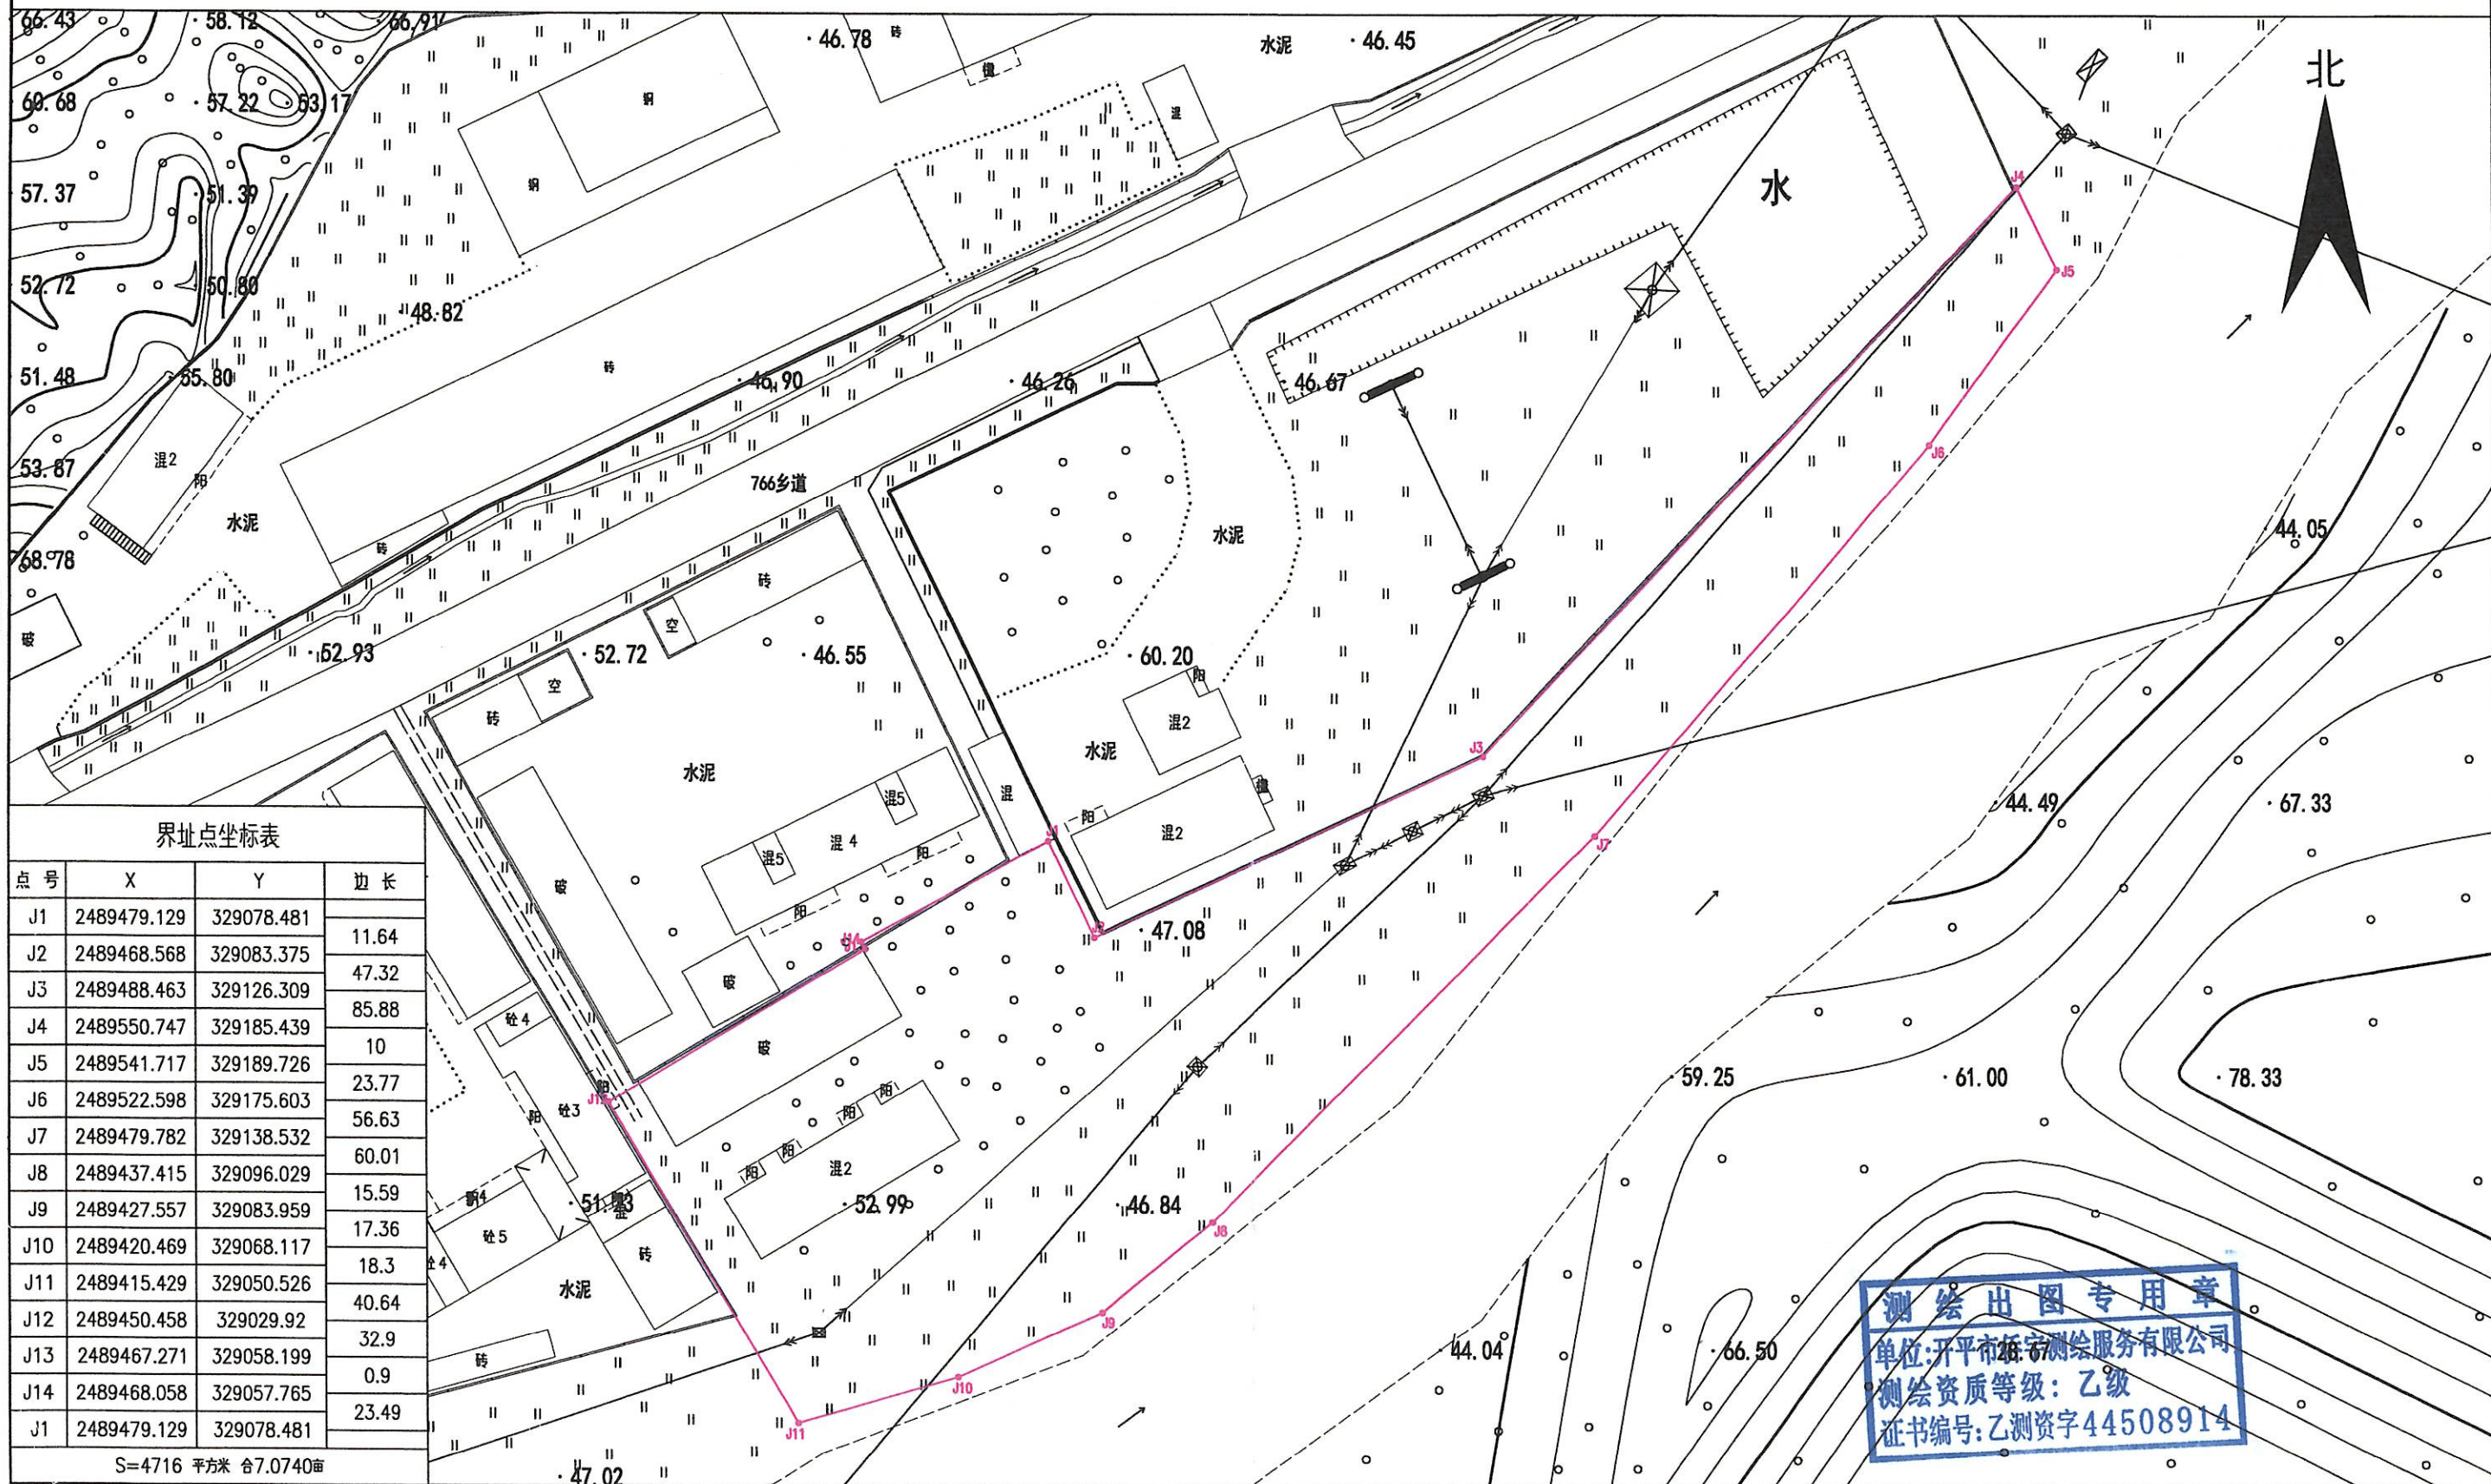 66.43 58.12 66.91 46.78 砖 水泥 46.45
北
60.68 57.22 53.17 钢 混
57.37 51.39 钢 水 J4
52.72 50.80 48.82 J5
51.48 55.80 砖 46.90 46.26 46.67
53.87 混2 阳 766乡道 J6
水泥 砖 水泥 44.05
68.78 砖
破 空 52.93 52.72 46.55 60.20 阳
空 砖 混2
水泥 水泥 J3
混5 混 44.49 67.33
混5 混4 阳 J1 阳 混2 J7
破 阳
J14 J2 47.08
破
砼4 破
阳 J12 59.25 61.00 78.33
阳 砼3 阳 阳
阳 阳 混2
51.93 52.99 46.84
砼5 砖 J8
砼4 水泥
J9
砖 J10 44.04 66.50 28.67
J11
47.02
界址点坐标表
点号 X Y 边长
J1 2489479.129 329078.481
11.64
J2 2489468.568 329083.375
47.32
J3 2489488.463 329126.309
85.88
J4 2489550.747 329185.439
10
J5 2489541.717 329189.726
23.77
J6 2489522.598 329175.603
56.63
J7 2489479.782 329138.532
60.01
J8 2489437.415 329096.029
15.59
J9 2489427.557 329083.959
17.36
J10 2489420.469 329068.117
18.3
J11 2489415.429 329050.526
40.64
J12 2489450.458 329029.92
32.9
J13 2489467.271 329058.199
0.9
J14 2489468.058 329057.765
23.49
J1 2489479.129 329078.481
S=4716 平方米 合7.0740亩
测绘出图专用章
单位:开平市侨宇测绘服务有限公司
测绘资质等级: 乙级
证书编号:乙测资字44508914